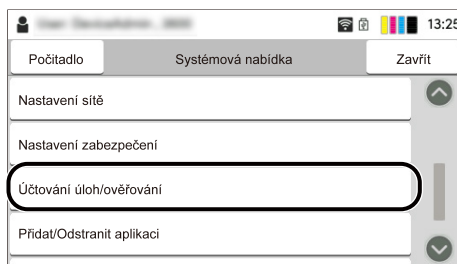 13:25
Počitadlo
Systémová nabídka
Zavřít
Nastavení sítě
Nastavení zabezpečení
Účtování úloh/ověřování
Přidat/Odstranit aplikaci